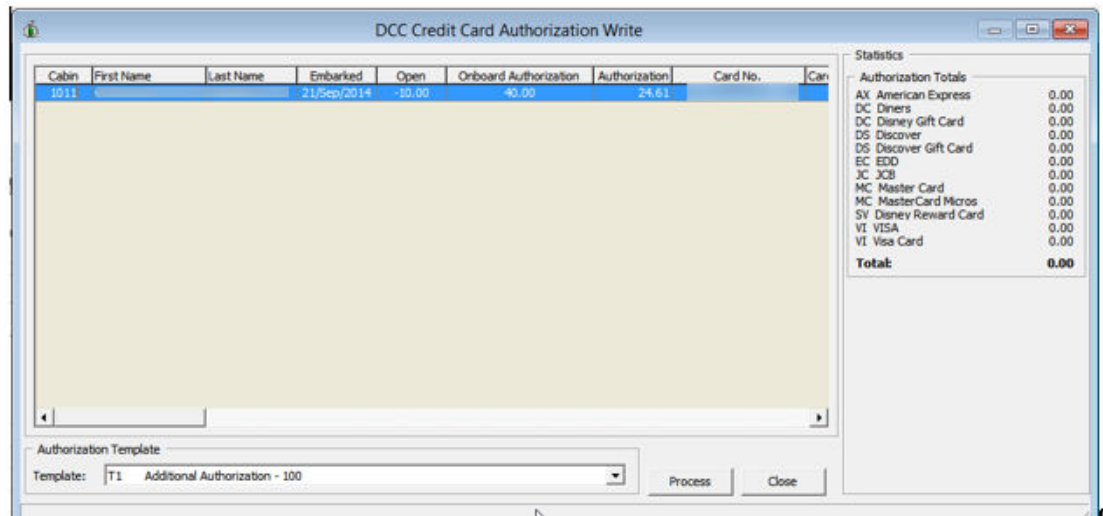 DCC Credit Card Authorization Write
Cabin First Name Last Name Embarked Open Onboard Authorization Authorization Card No. Car
1011 21/Sep/2014 -10.00 40.00 24.61
Statistics
Authorization Totals
AX American Express 0.00
DC Diners 0.00
DC Disney Gift Card 0.00
DS Discover 0.00
DS Discover Gift Card 0.00
EC EDD 0.00
JC JCB 0.00
MC Master Card 0.00
MC MasterCard Micros 0.00
SV Disney Reward Card 0.00
VI VISA 0.00
VI Visa Card 0.00
Total: 0.00
Authorization Template
Template: T1 Additional Authorization - 100
Process Close